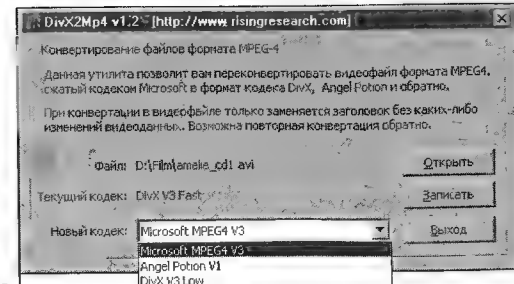 DivX2Mp4 v1.2 [http://www.risingresearch.com]
Конвертирование файлов формата MPEG-4
Данная утилита позволит вам переконвертировать видеофайл формата MPEG4,
сжатый кодеком Microsoft в формат кодека DivX, Angel Potion и обратно.
При конвертации в видеофайле только заменяется заголовок без каких-либо
изменений видеоданных. Возможна повторная конвертация обратно.
Файл: D:\Film\amelie_cd1.avi Открыть
Текущий кодек: DivX V3 Fast Записать
Новый кодек: Microsoft MPEG4 V3 Выход
Microsoft MPEG4 V3
Angel Potion V1
DivX V3 Low